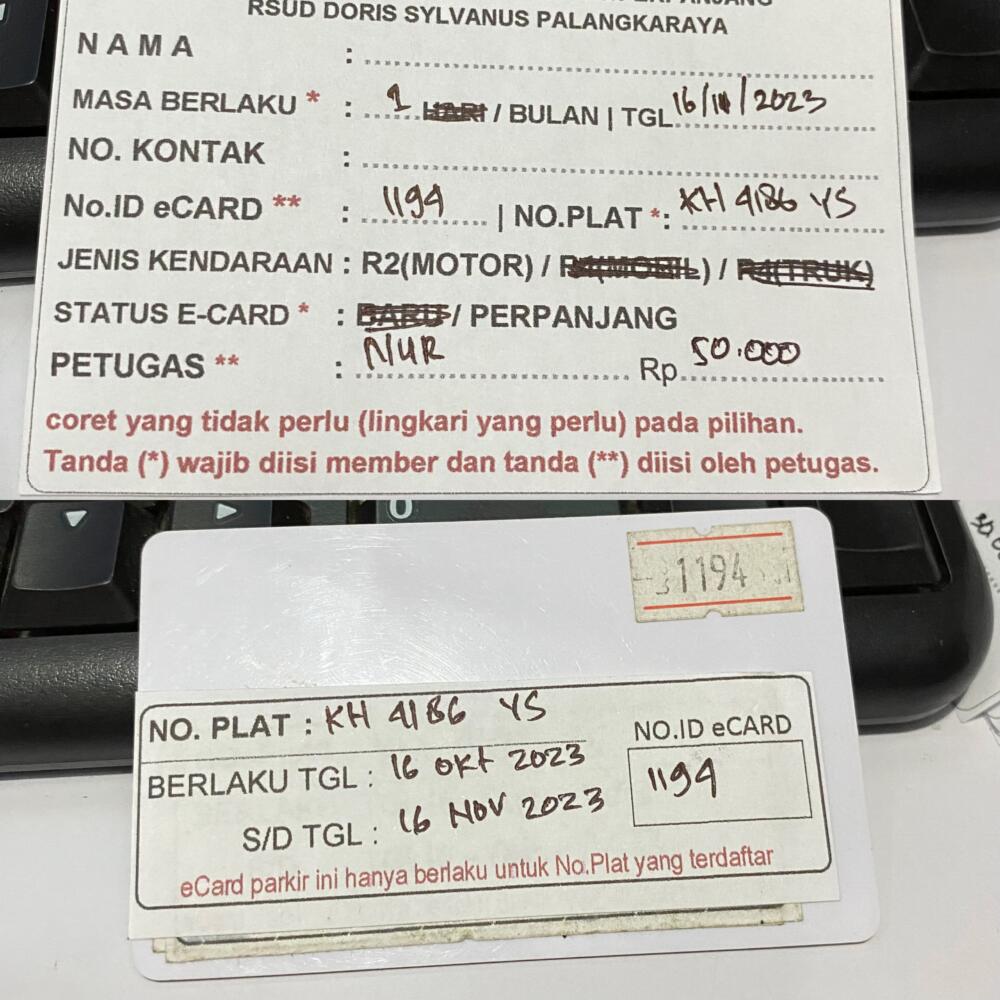 RSUD DORIS SYLVANUS PALANGKARAYA
NAMA :
MASA BERLAKU * : 1 HARI / BULAN | TGL 16/11/2023
NO. KONTAK :
No.ID eCARD ** : 1194 | NO.PLAT *: KH 4186 YS
JENIS KENDARAAN : R2(MOTOR) / R4(MOBIL) / R4(TRUK)
STATUS E-CARD * : BARU / PERPANJANG
PETUGAS ** : NUR Rp 50.000
coret yang tidak perlu (lingkari yang perlu) pada pilihan.
Tanda (*) wajib diisi member dan tanda (**) diisi oleh petugas.
0
1194
NO. PLAT : KH 4186 YS
NO.ID eCARD
BERLAKU TGL : 16 OKT 2023
1194
S/D TGL : 16 NOV 2023
eCard parkir ini hanya berlaku untuk No.Plat yang terdaftar